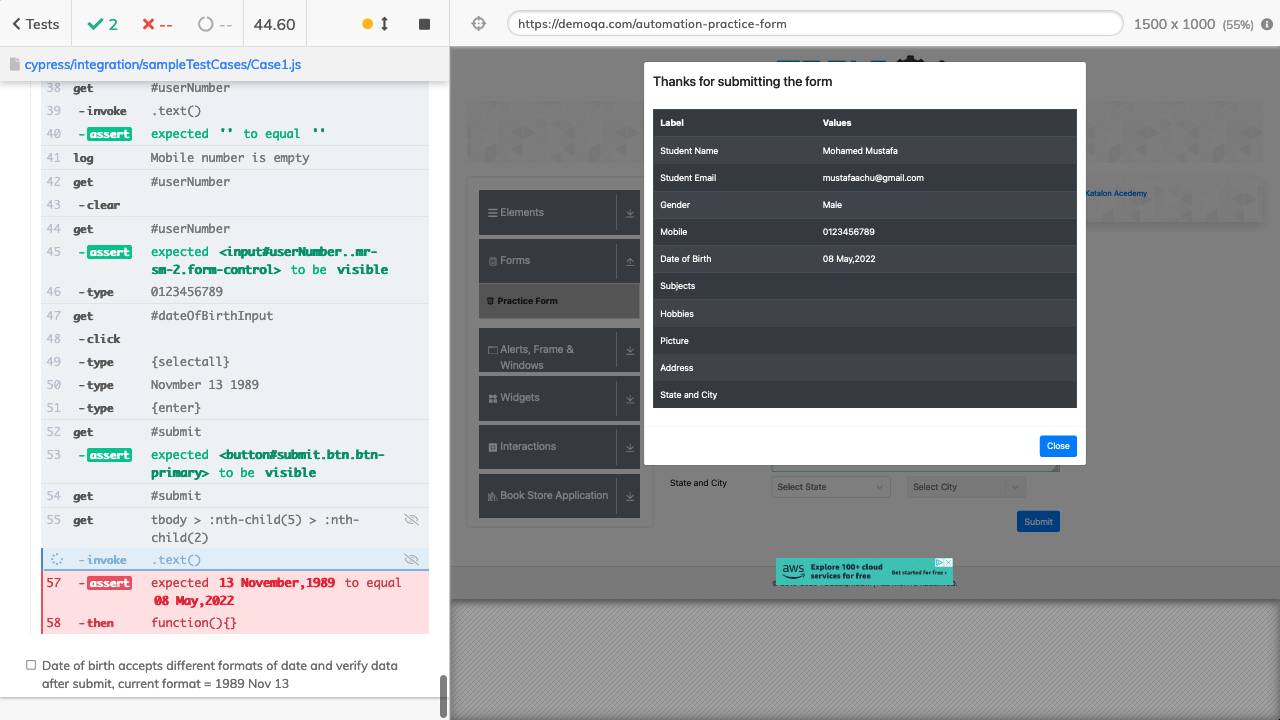 Tests
2
--
--
44.60
https://demoqa.com/automation-practice-form
1500 x 1000 (55%)
cypress/integration/sampleTestCases/Case1.js
38 get #userNumber
39 -invoke .text()
40 -assert expected '' to equal ''
41 log Mobile number is empty
42 get #userNumber
43 -clear
44 get #userNumber
45 -assert expected <input#userNumber..mr-
sm-2.form-control> to be visible
46 -type 0123456789
47 get #dateOfBirthInput
48 -click
49 -type {selectall}
50 -type Novmber 13 1989
51 -type {enter}
52 get #submit
53 -assert expected <button#submit.btn.btn-
primary> to be visible
54 get #submit
55 get tbody > :nth-child(5) > :nth-
child(2)
-invoke .text()
57 -assert expected 13 November,1989 to equal
08 May,2022
58 -then function(){}
Date of birth accepts different formats of date and verify data
after submit, current format = 1989 Nov 13
Elements
Forms
Practice Form
Alerts, Frame &
Windows
Widgets
Interactions
Book Store Application
Thanks for submitting the form
Label Values
Student Name Mohamed Mustafa
Student Email mustafaachu@gmail.com
Gender Male
Mobile 0123456789
Date of Birth 08 May,2022
Subjects
Hobbies
Picture
Address
State and City
Close
Katalon Acedemy
State and City Select State Select City
Submit
aws Explore 100+ cloud
services for free
Get started for free ›